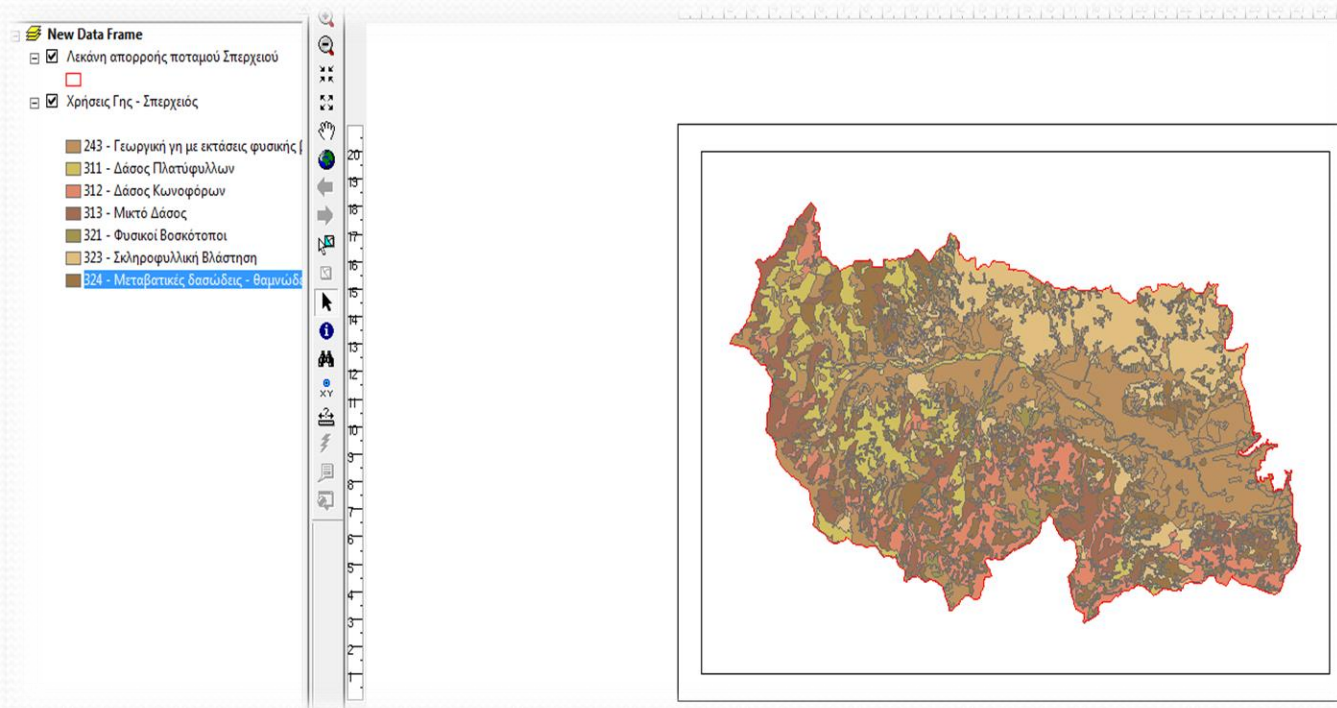 New Data Frame
Λεκάνη απορροής ποταμού Σπερχειού
Χρήσεις Γης - Σπερχειός
243 - Γεωργική γη με εκτάσεις φυσικής
311 - Δάσος Πλατύφυλλων
312 - Δάσος Κωνοφόρων
313 - Μικτό Δάσος
321 - Φυσικοί Βοσκότοποι
323 - Σκληροφυλλική Βλάστηση
324 - Μεταβατικές δασώδεις - θαμνώδε
XY
20
19
18
17
16
15
14
13
12
11
10
9
8
7
6
5
4
3
2
1